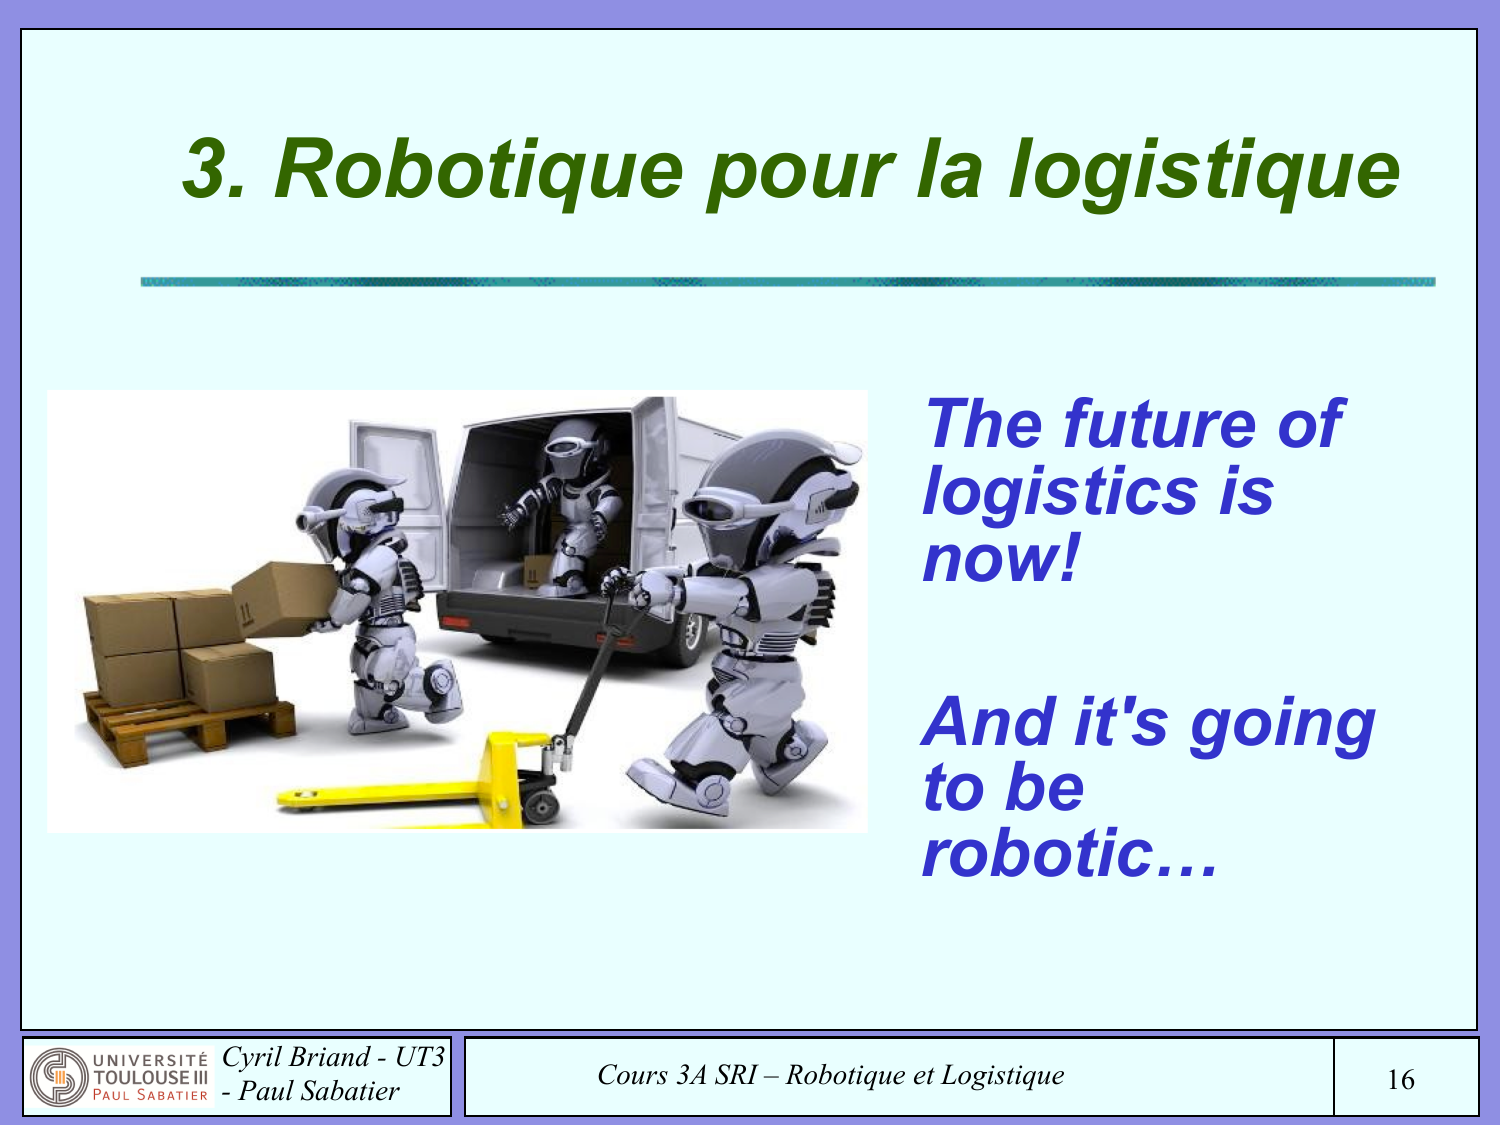 3. Robotique pour la logistique
The future of
logistics is
now!
And it's going
to be
robotic…
UNIVERSITÉ
TOULOUSE III
PAUL SABATIER
Cyril Briand - UT3
- Paul Sabatier
Cours 3A SRI – Robotique et Logistique
16